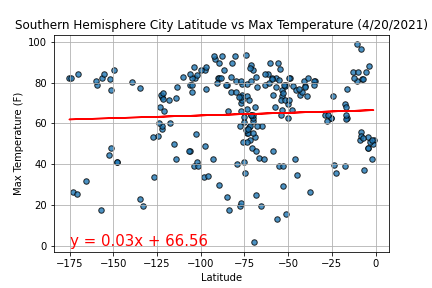 Southern Hemisphere City Latitude vs Max Temperature (4/20/2021)
100
80
60
40
20
0
Max Temperature (F)
y = 0.03x + 66.56
−175 −150 −125 −100 −75 −50 −25 0
Latitude